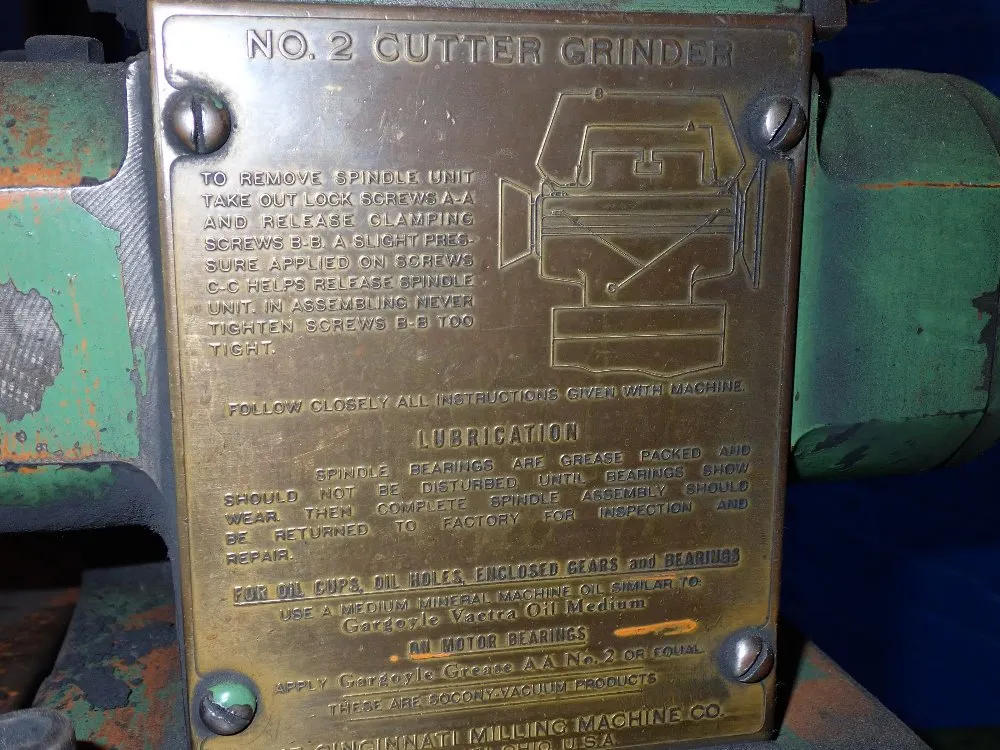 NO. 2 CUTTER GRINDER
B
A
C
TO REMOVE SPINDLE UNIT
TAKE OUT LOCK SCREWS A-A
AND RELEASE CLAMPING
SCREWS B-B. A SLIGHT PRES-
SURE APPLIED ON SCREWS
C-C HELPS RELEASE SPINDLE
UNIT. IN ASSEMBLING NEVER
TIGHTEN SCREWS B-B TOO
TIGHT.
FOLLOW CLOSELY ALL INSTRUCTIONS GIVEN WITH MACHINE.
LUBRICATION
SPINDLE BEARINGS ARE GREASE PACKED AND
SHOULD NOT BE DISTURBED UNTIL BEARINGS SHOW
WEAR. THEN COMPLETE SPINDLE ASSEMBLY SHOULD
BE RETURNED TO FACTORY FOR INSPECTION AND
REPAIR.
FOR OIL CUPS, OIL HOLES, ENCLOSED GEARS and BEARINGS
USE A MEDIUM MINERAL MACHINE OIL SIMILAR TO:
Gargoyle Vactra Oil Medium
ON MOTOR BEARINGS
APPLY Gargoyle Grease AA No. 2 OR EQUAL
THESE ARE SOCONY-VACUUM PRODUCTS
CINCINNATI MILLING MACHINE CO.
OHIO, U.S.A.